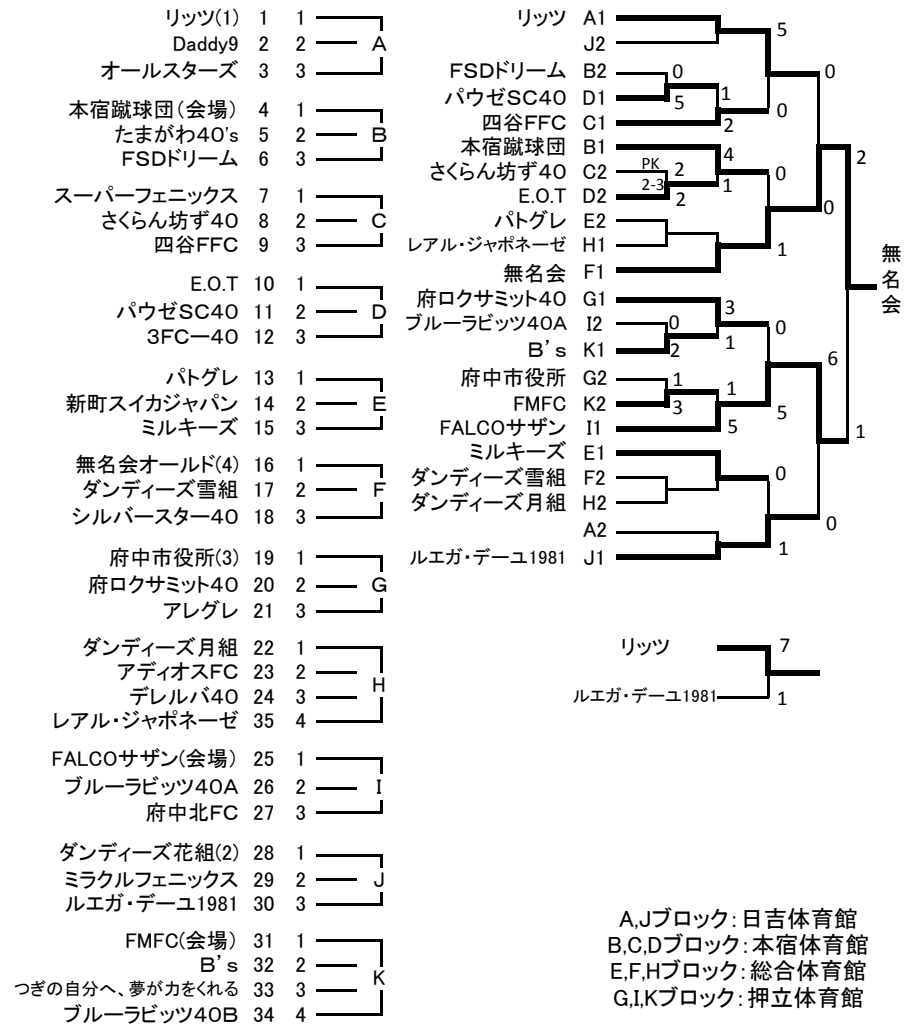 リッツ(1) 1 1
Daddy9 2 2 A
オールスターズ 3 3
本宿蹴球団(会場) 4 1
たまがわ40's 5 2 B
FSDドリーム 6 3
スーパーフェニックス 7 1
さくらん坊ず40 8 2 C
四谷FFC 9 3
E.O.T 10 1
パウゼSC40 11 2 D
3FC一40 12 3
パトグレ 13 1
新町スイカジャパン 14 2 E
ミルキーズ 15 3
無名会オールド(4) 16 1
ダンディーズ雪組 17 2 F
シルバースター40 18 3
府中市役所(3) 19 1
府ロクサミット40 20 2 G
アレグレ 21 3
ダンディーズ月組 22 1
アディオスFC 23 2
H
デレルバ40 24 3
レアル・ジャポネーゼ 35 4
FALCOサザン(会場) 25 1
ブルーラビッツ40A 26 2 I
府中北FC 27 3
ダンディーズ花組(2) 28 1
ミラクルフェニックス 29 2 J
ルエガ・デーユ1981 30 3
FMFC(会場) 31 1
B's 32 2
K
つぎの自分へ、夢が力をくれる 33 3
ブルーラビッツ40B 34 4
リッツ A1
5
J2
0
FSDドリーム B2 0
パウゼSC40 D1 5 1 0
四谷FFC C1 2
本宿蹴球団 B1 4
2
さくらん坊ず40 C2 PK 2 0
2-3 1
E.O.T D2 2
0
パトグレ E2
レアル・ジャポネーゼ H1 1
無名会 F1
無名会
府ロクサミット40 G1 3
ブルーラビッツ40A I2 0 0
B's K1 2 1
6
府中市役所 G2 1
FMFC K2 3 1 5
FALCOサザン I1 5
1
ミルキーズ E1
ダンディーズ雪組 F2 0
ダンディーズ月組 H2
0
A2
1
ルエガ・デーユ1981 J1
リッツ 7
ルエガ・デーユ1981 1
A,Jブロック:日吉体育館
B,C,Dブロック:本宿体育館
E,F,Hブロック:総合体育館
G,I,Kブロック:押立体育館